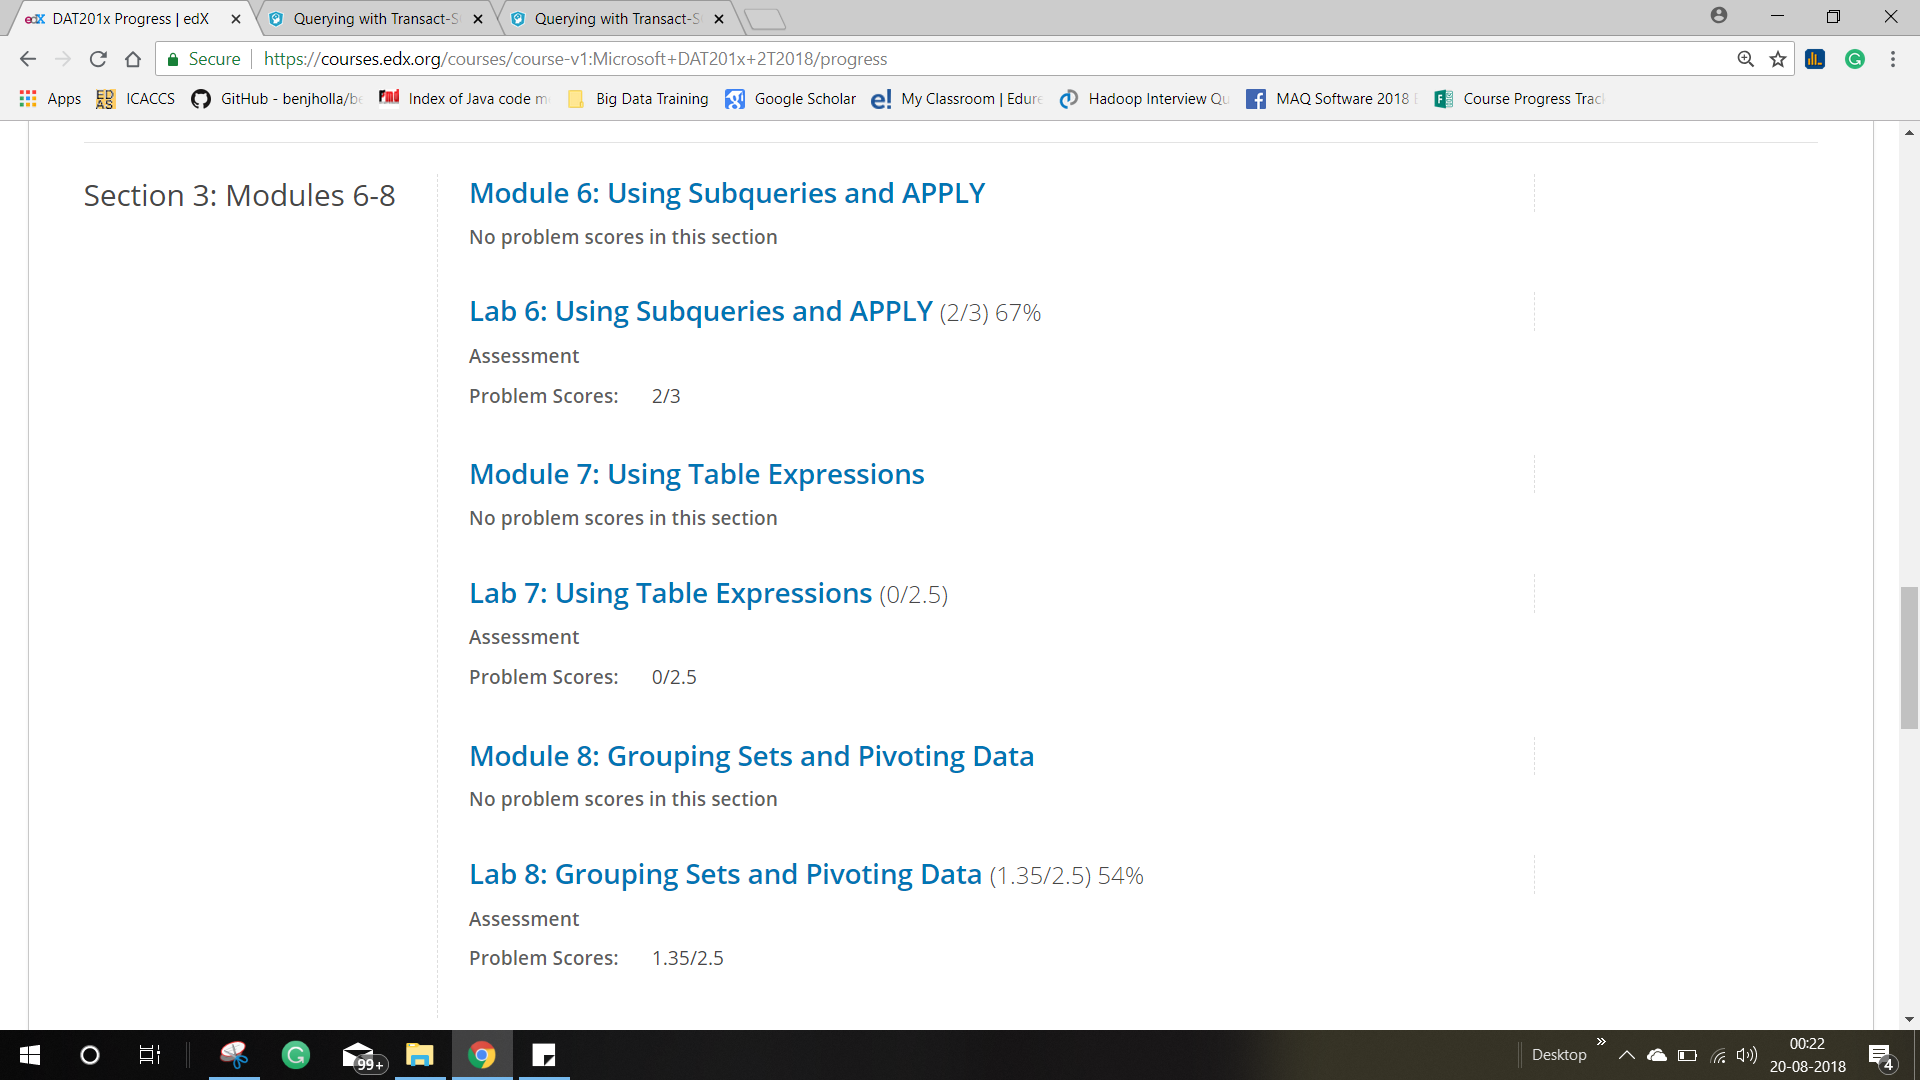 edX DAT201x Progress | edX
Querying with Transact-S
Querying with Transact-S
Secure
https://courses.edx.org/courses/course-v1:Microsoft+DAT201x+2T2018/progress
Apps
EDAS ICACCS
GitHub - benjholla/be
Fmd Index of Java code m
Big Data Training
Google Scholar
e! My Classroom | Edure
Hadoop Interview Qu
MAQ Software 2018 E
Course Progress Track
Section 3: Modules 6-8
Module 6: Using Subqueries and APPLY
No problem scores in this section
Lab 6: Using Subqueries and APPLY (2/3) 67%
Assessment
Problem Scores: 2/3
Module 7: Using Table Expressions
No problem scores in this section
Lab 7: Using Table Expressions (0/2.5)
Assessment
Problem Scores: 0/2.5
Module 8: Grouping Sets and Pivoting Data
No problem scores in this section
Lab 8: Grouping Sets and Pivoting Data (1.35/2.5) 54%
Assessment
Problem Scores: 1.35/2.5
99+
Desktop
00:22
20-08-2018
4